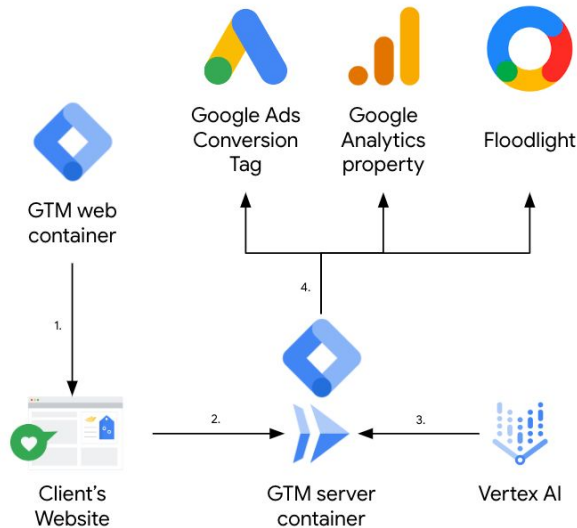 Google Ads
Conversion
Tag
Google
Analytics
property
Floodlight
GTM web
container
4.
1.
2.
3.
Client's
Website
GTM server
container
Vertex AI